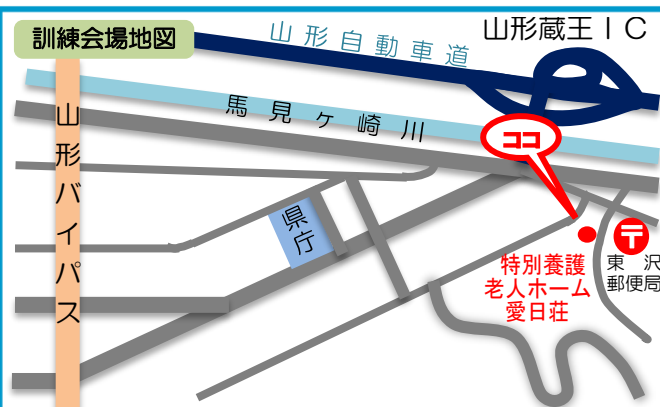 訓練会場地図
山形自動車道
山形蔵王IC
馬見ヶ崎川
ココ
山形バイパス
県庁
〒
特別養護
老人ホーム
愛日荘
東沢
郵便局